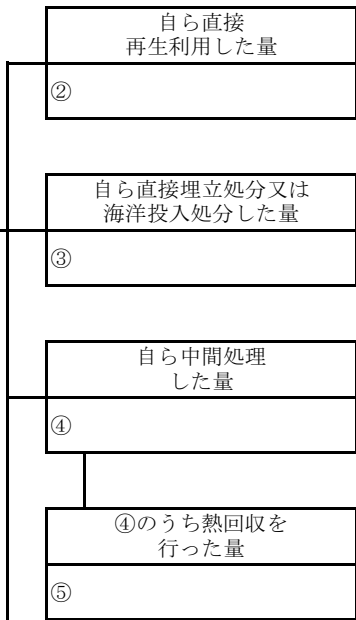 自ら直接
再生利用した量
②
自ら直接埋立処分又は
海洋投入処分した量
③
自ら中間処理
した量
④
④のうち熱回収を
行った量
⑤